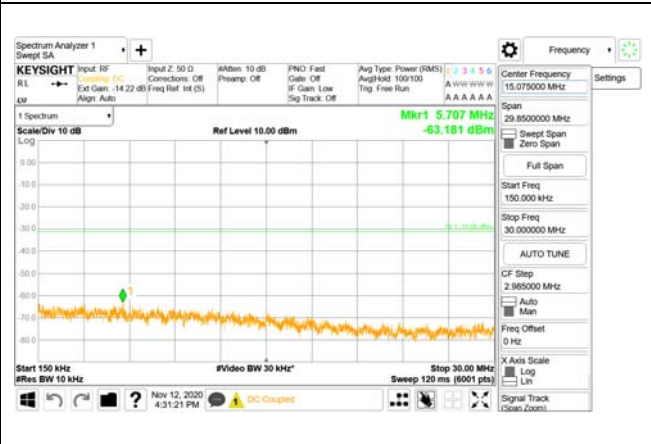 Spectrum Analyzer 1
Swept SA
Frequency
KEYSIGHT
RL
Input: RF
Coupling: DC
Ext Gain: -14.22 dB
Align: Auto
Input Z: 50 Ω
Corrections: Off
Freq Ref: Int (S)
#Atten: 10 dB
Preamp: Off
PNO: Fast
Gate: Off
IF Gain: Low
Sig Track: Off
Avg Type: Power (RMS)
Avg|Hold: 100/100
Trig: Free Run
1 2 3 4 5 6
A W W W W W
A A A A A A
Center Frequency
15.075000 MHz
Settings
1 Spectrum
Mkr1 5.707 MHz
Scale/Div 10 dB
Ref Level 10.00 dBm
-63.181 dBm
Log
0.00
-10.0
-20.0
-30.0
-40.0
-50.0
-60.0
-70.0
-80.0
1
Span
29.8500000 MHz
Swept Span
Zero Span
Full Span
Start Freq
150.000 kHz
Stop Freq
30.000000 MHz
AUTO TUNE
CF Step
2.985000 MHz
Auto
Man
Freq Offset
0 Hz
X Axis Scale
Log
Lin
Signal Track
(Span Zoom)
Start 150 kHz
#Video BW 30 kHz*
Stop 30.00 MHz
#Res BW 10 kHz
Sweep 120 ms (6001 pts)
?
Nov 12, 2020
4:31:21 PM
1
DC Coupled